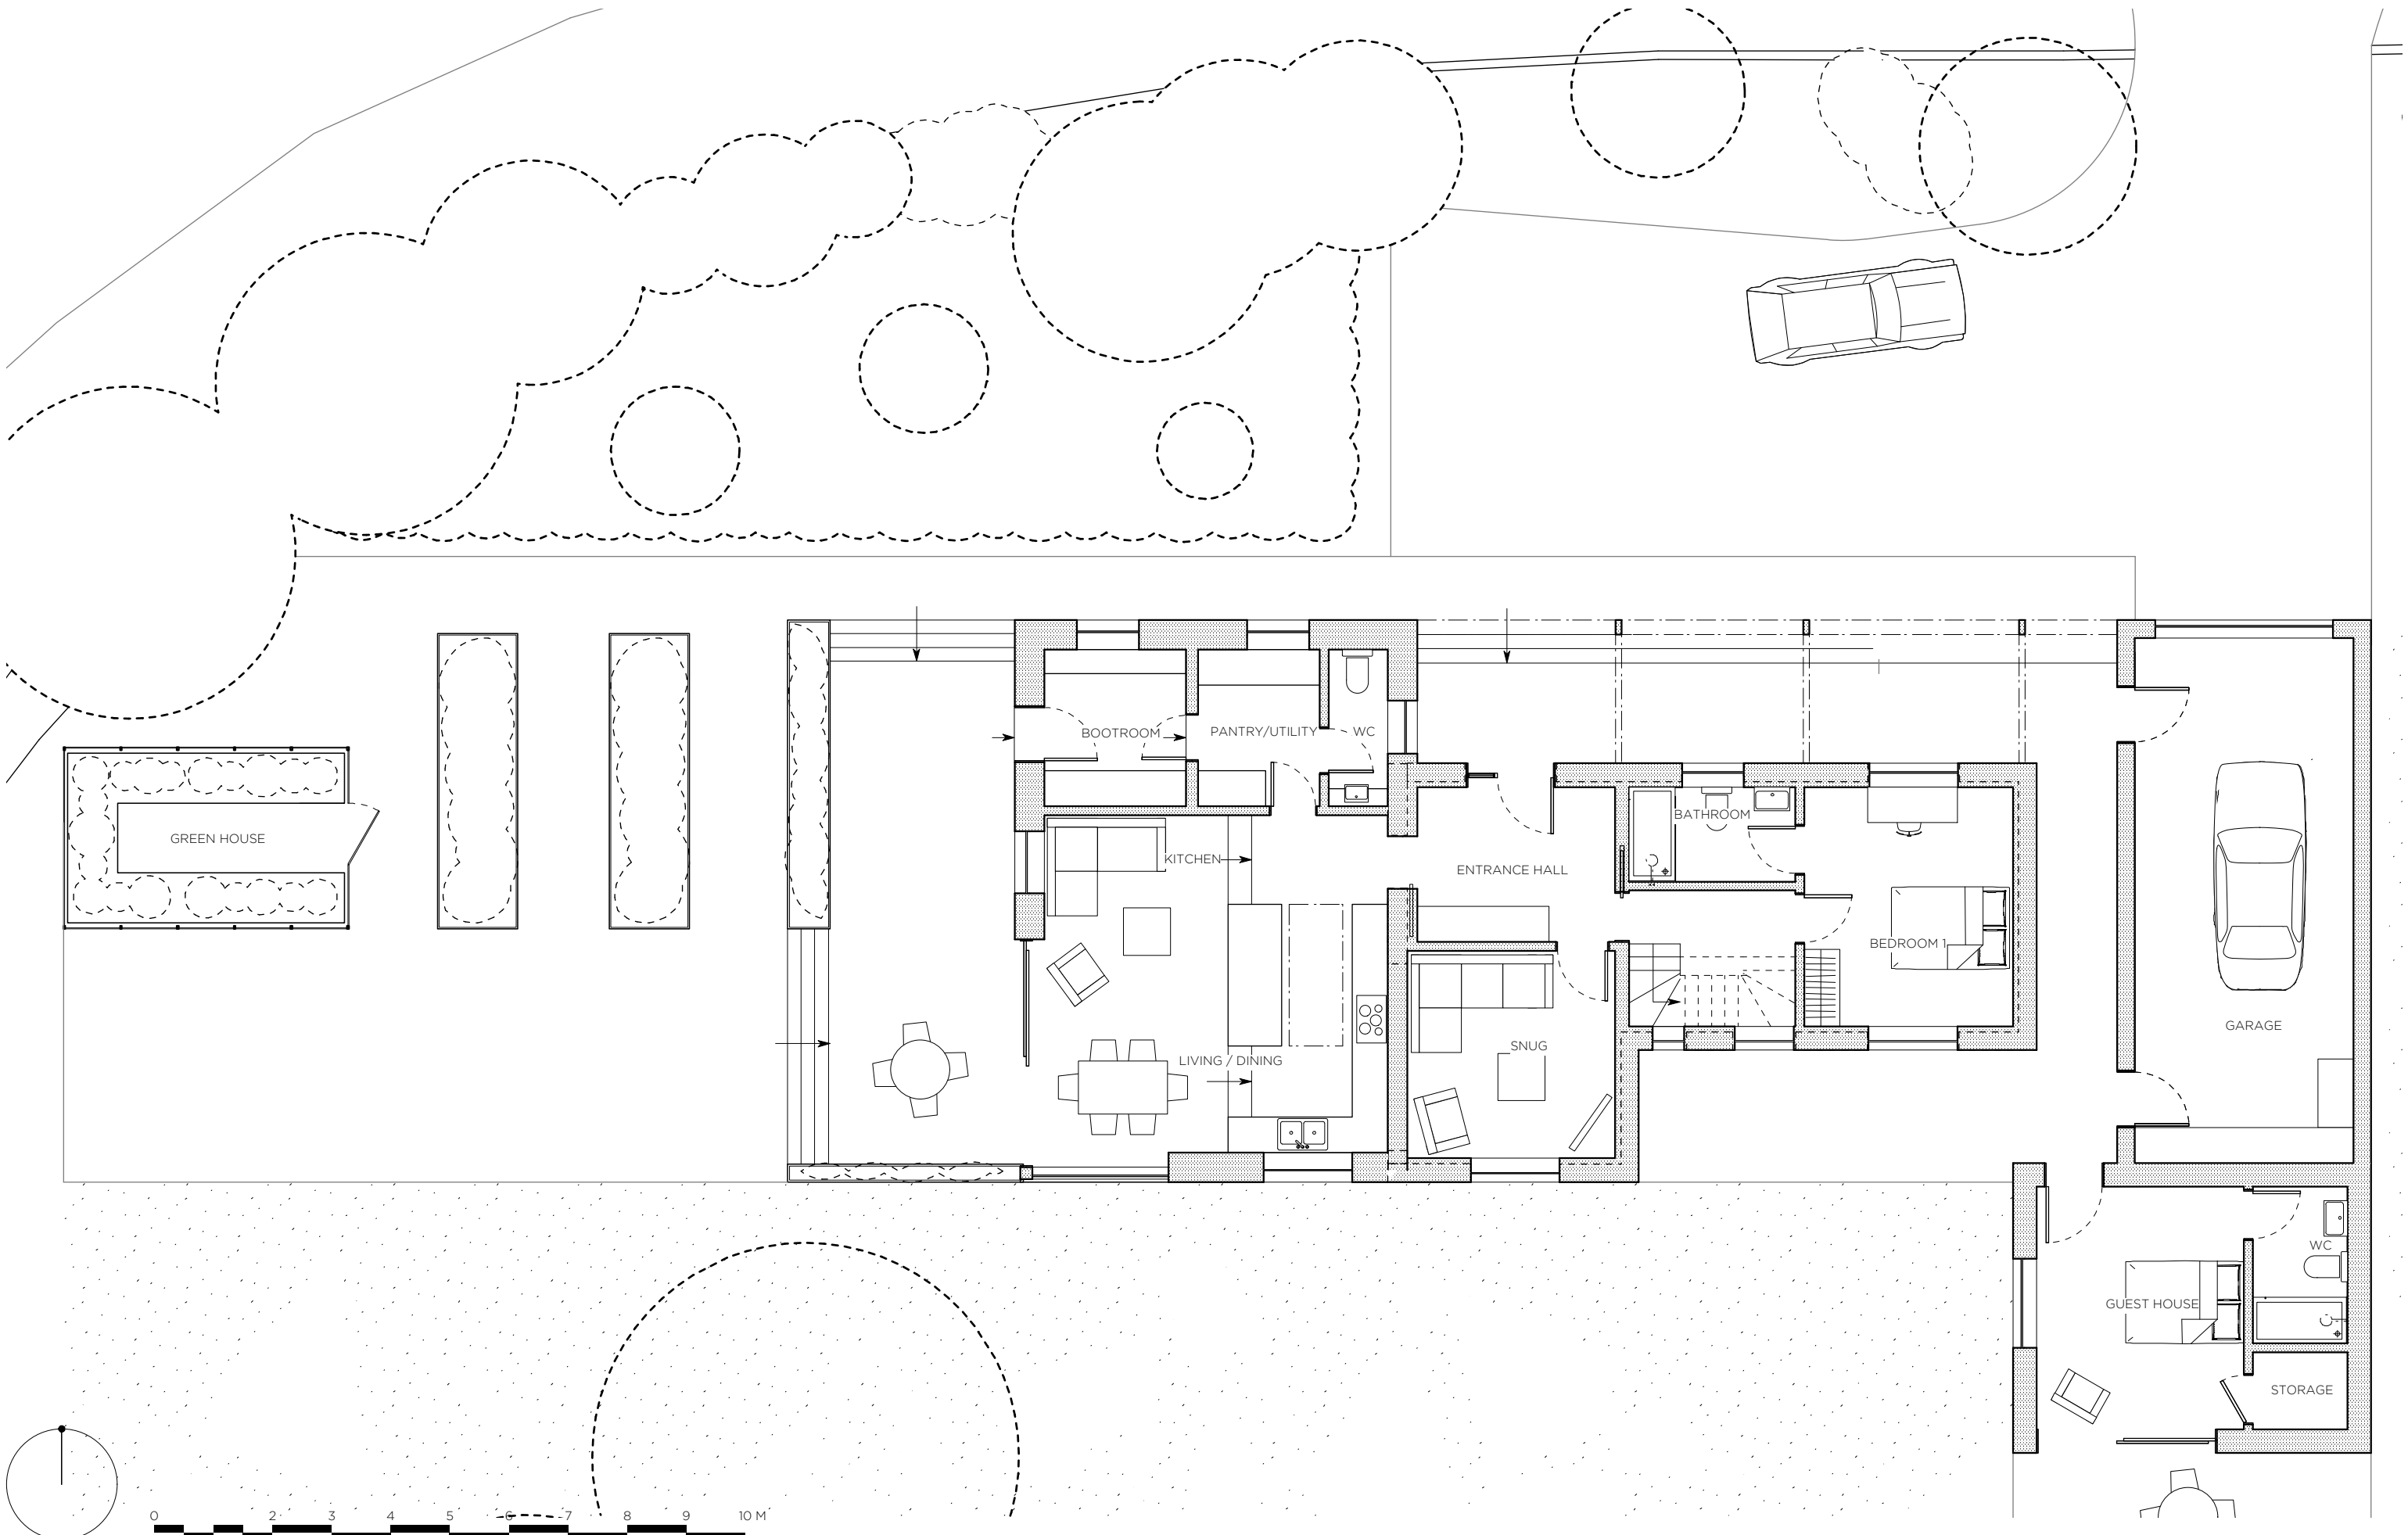 BOOTROOM
PANTRY/UTILITY
WC
GREEN HOUSE
KITCHEN
ENTRANCE HALL
BATHROOM
BEDROOM 1
GARAGE
SNUG
LIVING / DINING
WC
GUEST HOUSE
STORAGE
0 2 3 4 5 6 7 8 9 10 M